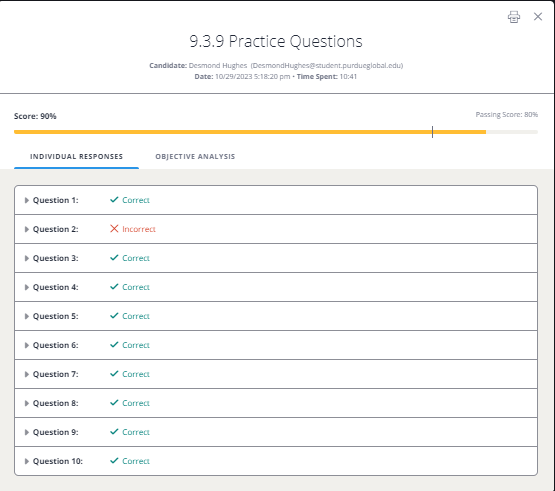 9.3.9 Practice Questions
Candidate: Desmond Hughes (DesmondHughes@student.purdueglobal.edu)
Date: 10/29/2023 5:18:20 pm • Time Spent: 10:41
Score: 90% Passing Score: 80%
INDIVIDUAL RESPONSES OBJECTIVE ANALYSIS
Question 1: Correct
Question 2: Incorrect
Question 3: Correct
Question 4: Correct
Question 5: Correct
Question 6: Correct
Question 7: Correct
Question 8: Correct
Question 9: Correct
Question 10: Correct